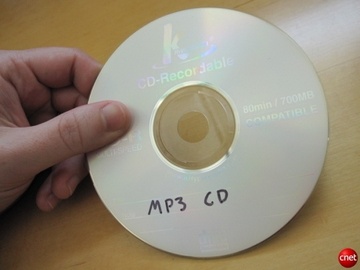 CD-Recordable
80min / 700MB
COMPATIBLE
MP3 CD
cnet